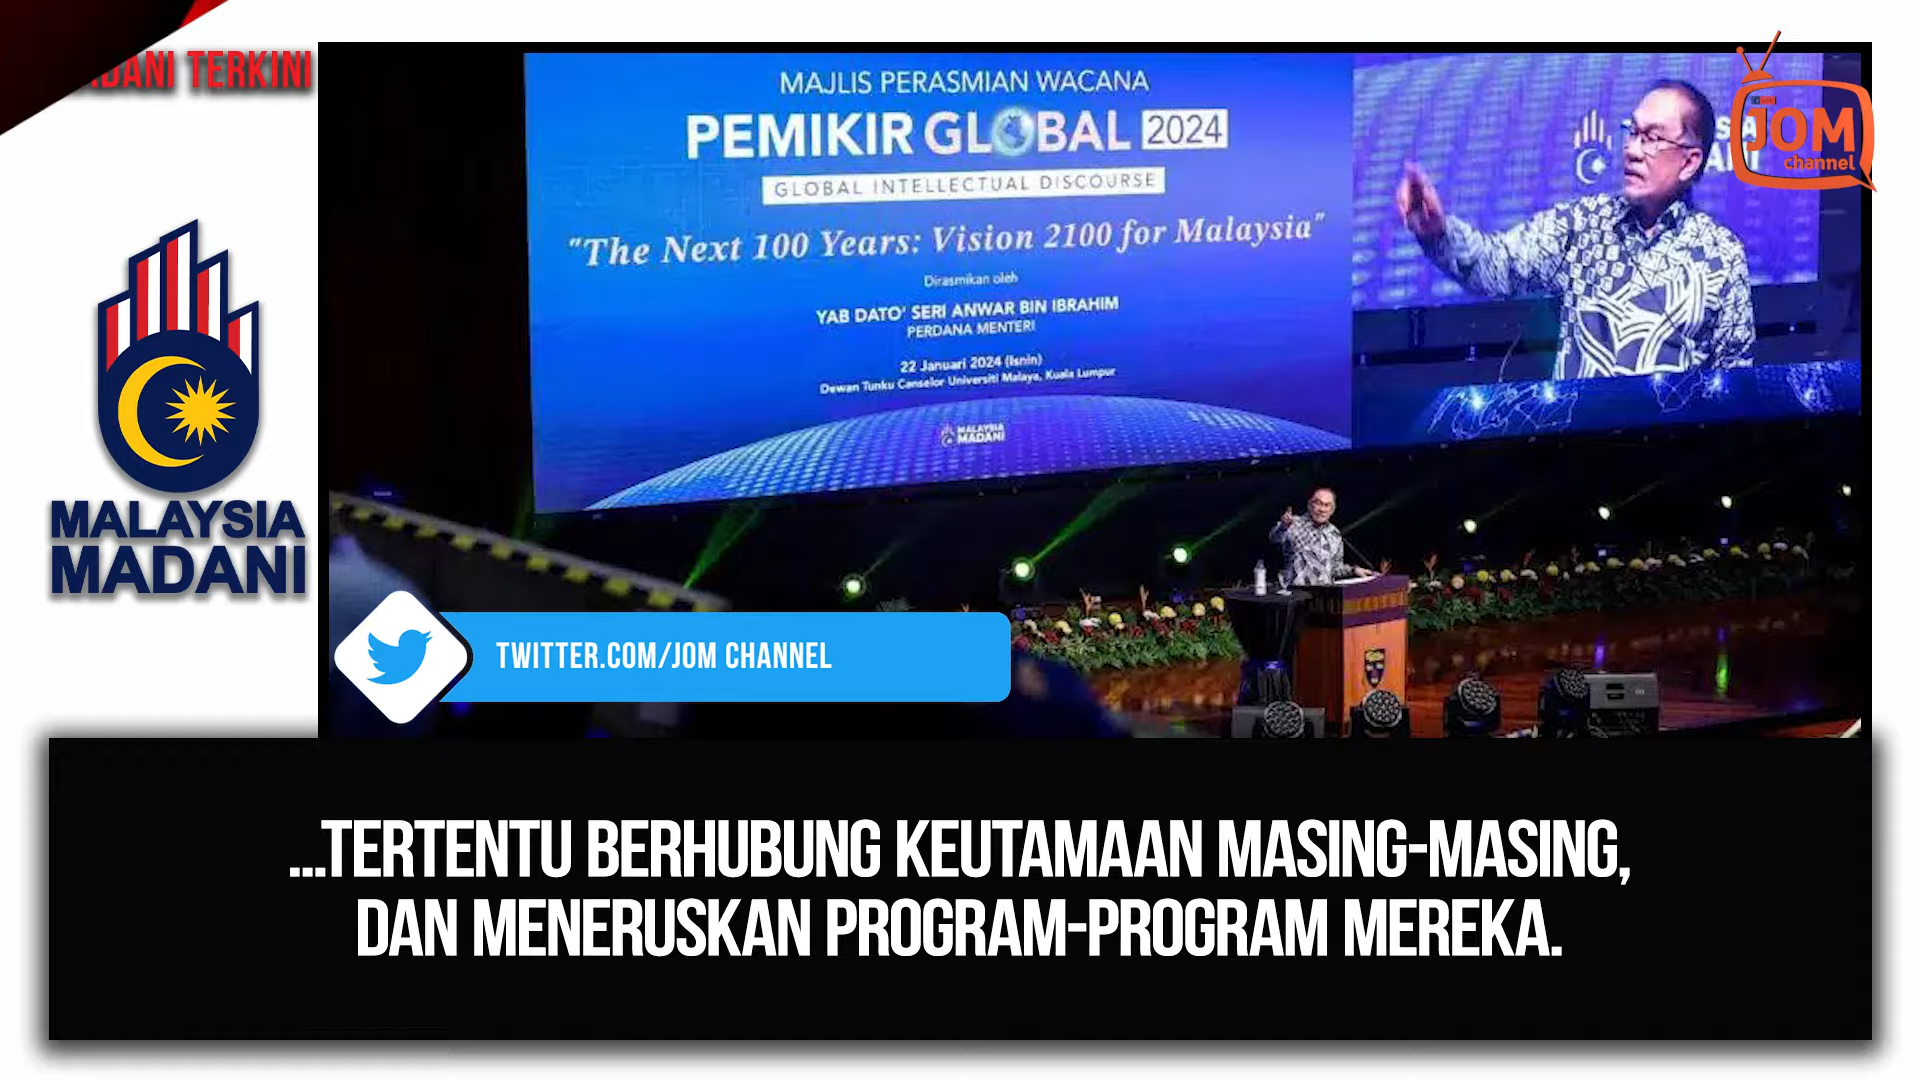 ADANI TERKINI
MAJLIS PERASMIAN WACANA
PEMIKIR GLOBAL 2024
GLOBAL INTELLECTUAL DISCOURSE
"The Next 100 Years: Vision 2100 for Malaysia"
Dirasmikan oleh
YAB DATO' SERI ANWAR BIN IBRAHIM
PERDANA MENTERI
22 Januari 2024 (Isnin)
Dewan Tunku Canselor Universiti Malaya, Kuala Lumpur
MALAYSIA
MADANI
JOM
channel
MALAYSIA
MADANI
TWITTER.COM/JOM CHANNEL
...TERTENTU BERHUBUNG KEUTAMAAN MASING-MASING,
DAN MENERUSKAN PROGRAM-PROGRAM MEREKA.